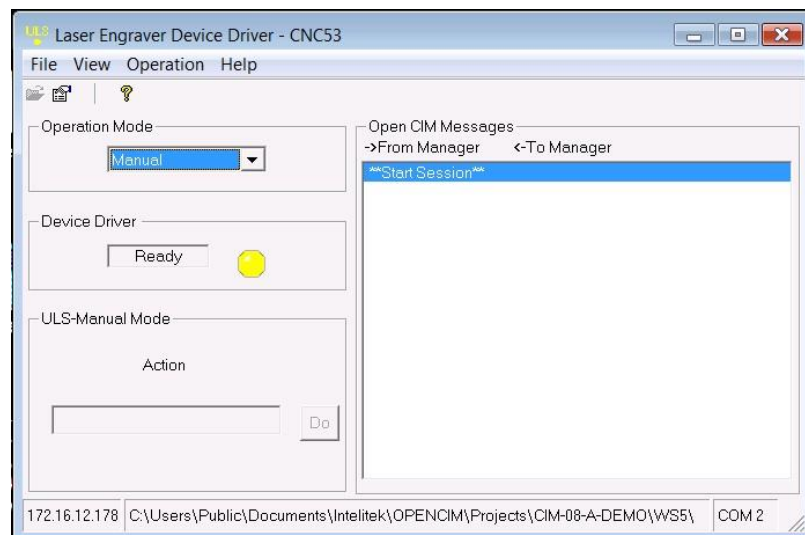 ULS
Laser Engraver Device Driver - CNC53
File View Operation Help
Operation Mode
Manual
Device Driver
Ready
ULS-Manual Mode
Action
Do
Open CIM Messages
->From Manager <-To Manager
**Start Session**
172.16.12.178 C:\Users\Public\Documents\Intelitek\OPENCIM\Projects\CIM-08-A-DEMO\WS5\ COM 2